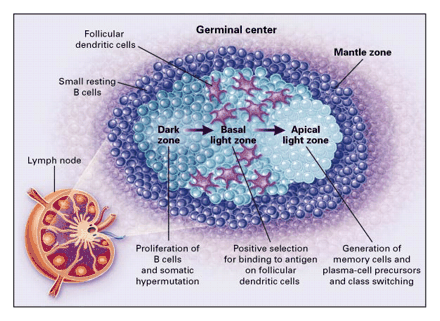 Germinal center
Follicular
dendritic cells
Mantle zone
Small resting
B cells
Dark
zone
Basal
light zone
Apical
light zone
Lymph node
Proliferation of
B cells
and somatic
hypermutation
Positive selection
for binding to antigen
on follicular
dendritic cells
Generation of
memory cells and
plasma-cell precursors
and class switching